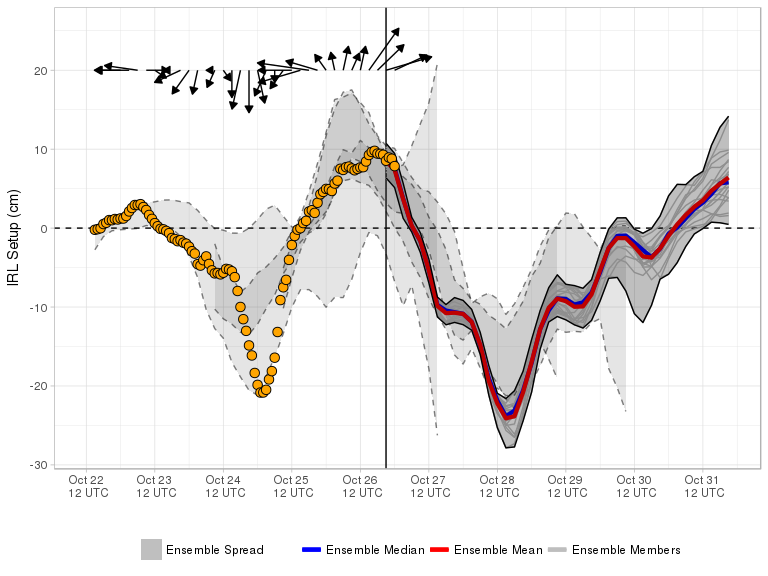 IRL Setup (cm)
20
10
0
-10
-20
-30
Oct 22 Oct 23 Oct 24 Oct 25 Oct 26 Oct 27 Oct 28 Oct 29 Oct 30 Oct 31
12 UTC 12 UTC 12 UTC 12 UTC 12 UTC 12 UTC 12 UTC 12 UTC 12 UTC 12 UTC
Ensemble Spread Ensemble Median Ensemble Mean Ensemble Members